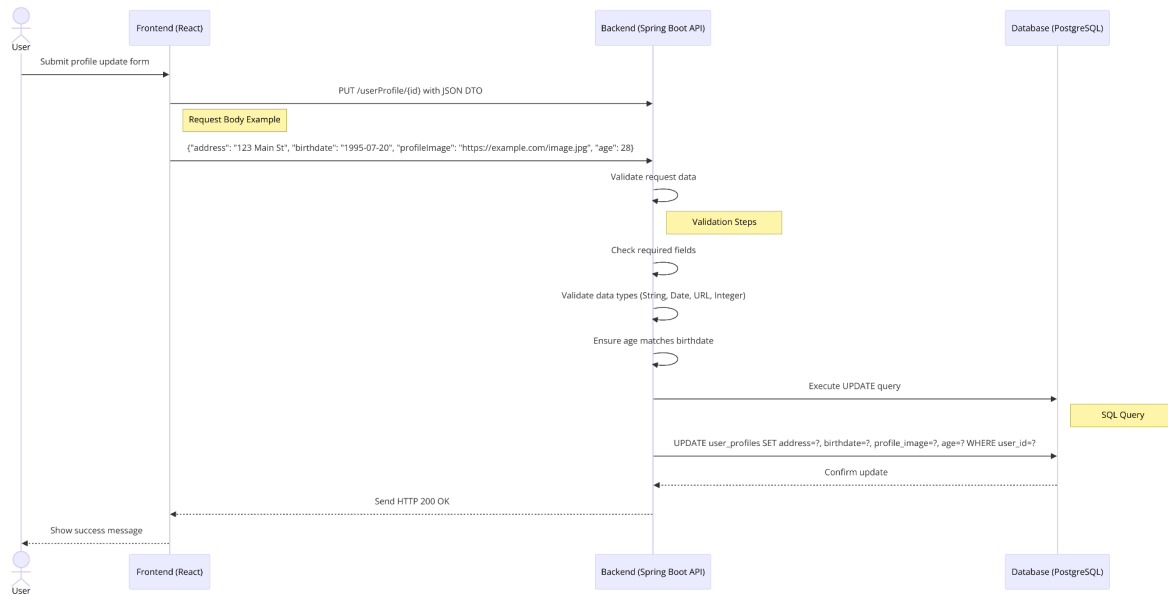 User
Frontend (React)
Backend (Spring Boot API)
Database (PostgreSQL)
Submit profile update form
PUT /userProfile/{id} with JSON DTO
Request Body Example
{"address": "123 Main St", "birthdate": "1995-07-20", "profileImage": "https://example.com/image.jpg", "age": 28}
Validate request data
Validation Steps
Check required fields
Validate data types (String, Date, URL, Integer)
Ensure age matches birthdate
Execute UPDATE query
SQL Query
UPDATE user_profiles SET address=?, birthdate=?, profile_image=?, age=? WHERE user_id=?
Confirm update
Send HTTP 200 OK
Show success message
User
Frontend (React)
Backend (Spring Boot API)
Database (PostgreSQL)